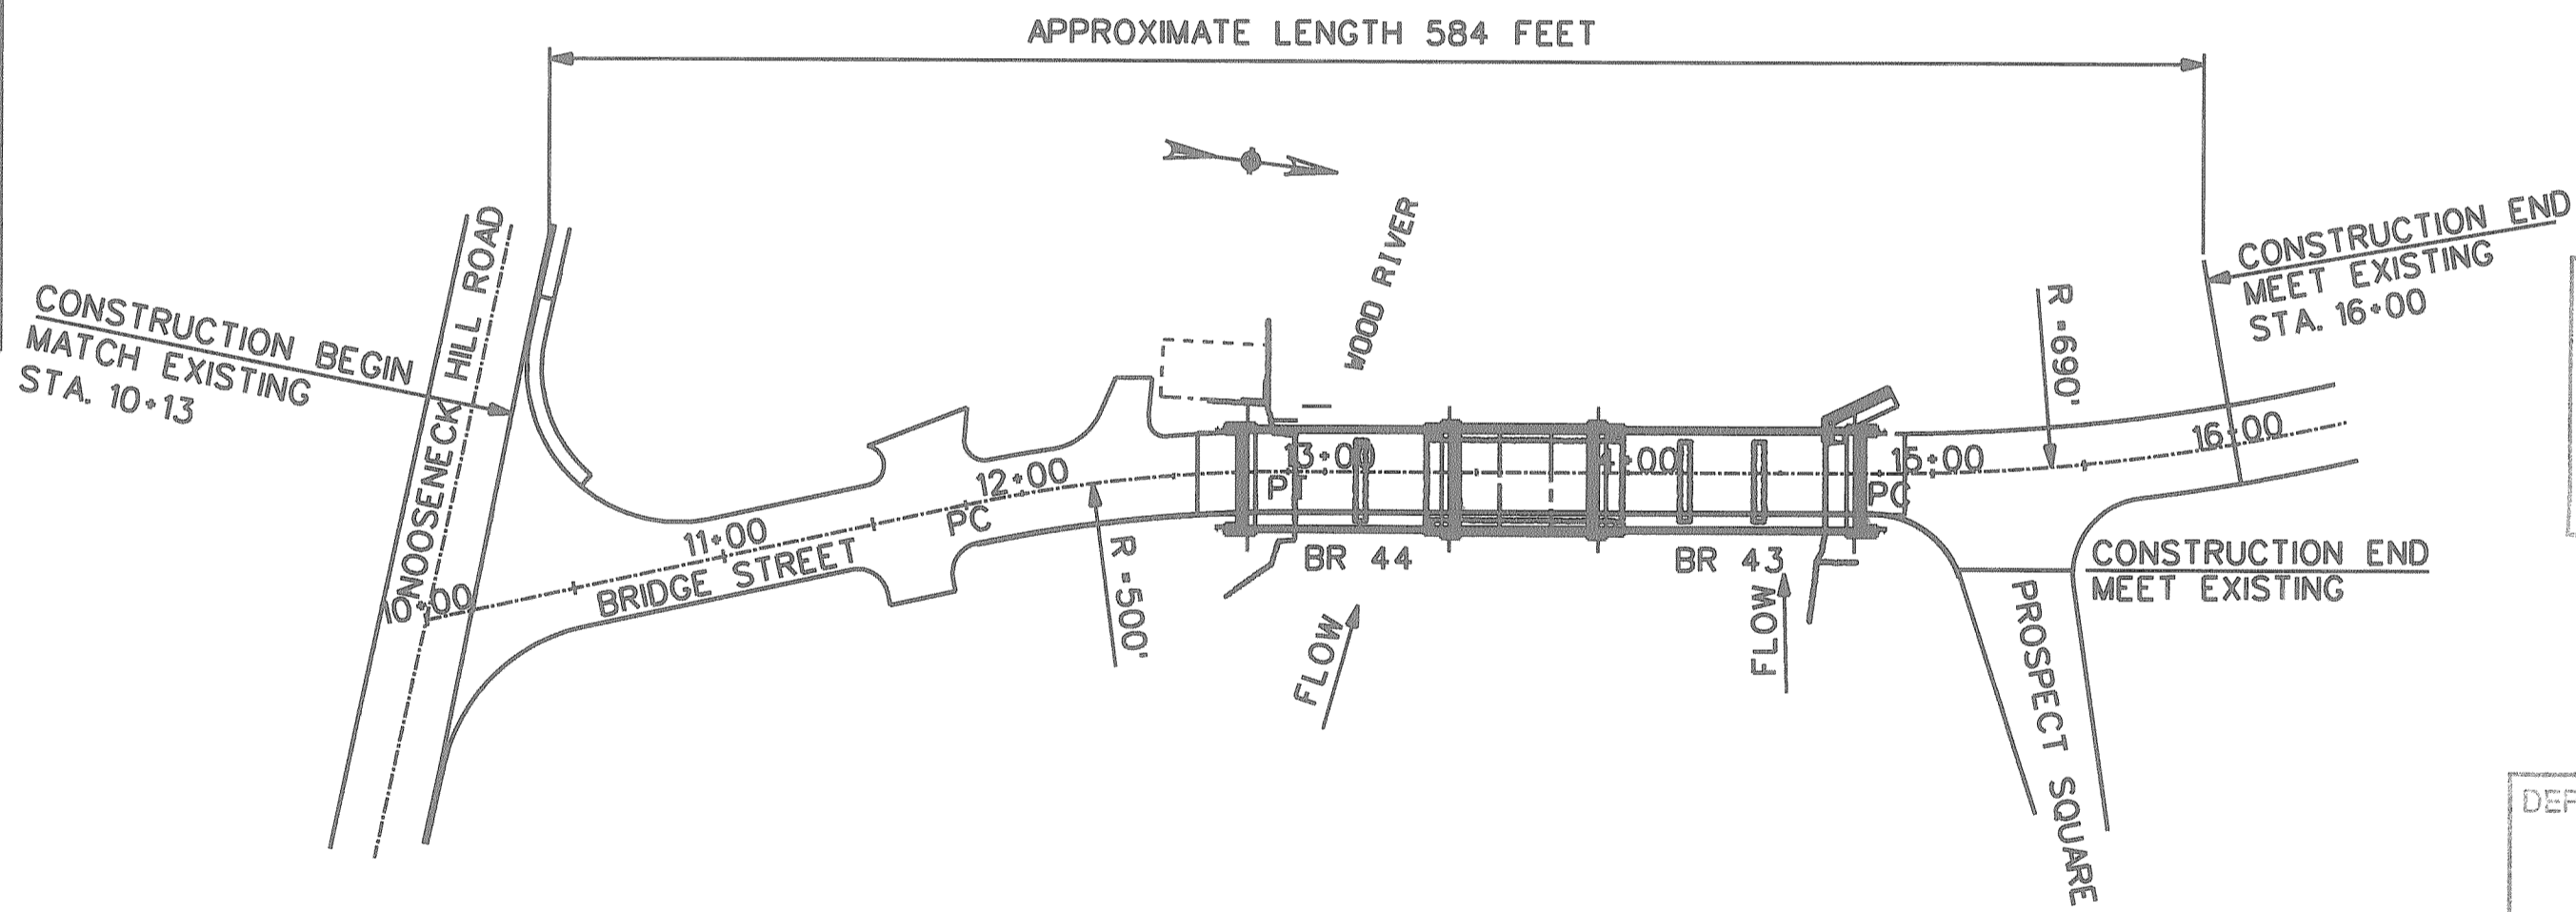 APPROXIMATE LENGTH 584 FEET
CONSTRUCTION BEGIN
MATCH EXISTING
STA. 10+13
NOOSENECK HILL ROAD
WOOD RIVER
CONSTRUCTION END
MEET EXISTING
STA. 16+00
R =690'
10+00
11+00
BRIDGE STREET
12+00
PC
R =500'
13+00
PT
BR 44
FLOW
BR 43
FLOW
15+00
PC
16+00
CONSTRUCTION END
MEET EXISTING
PROSPECT SQUARE